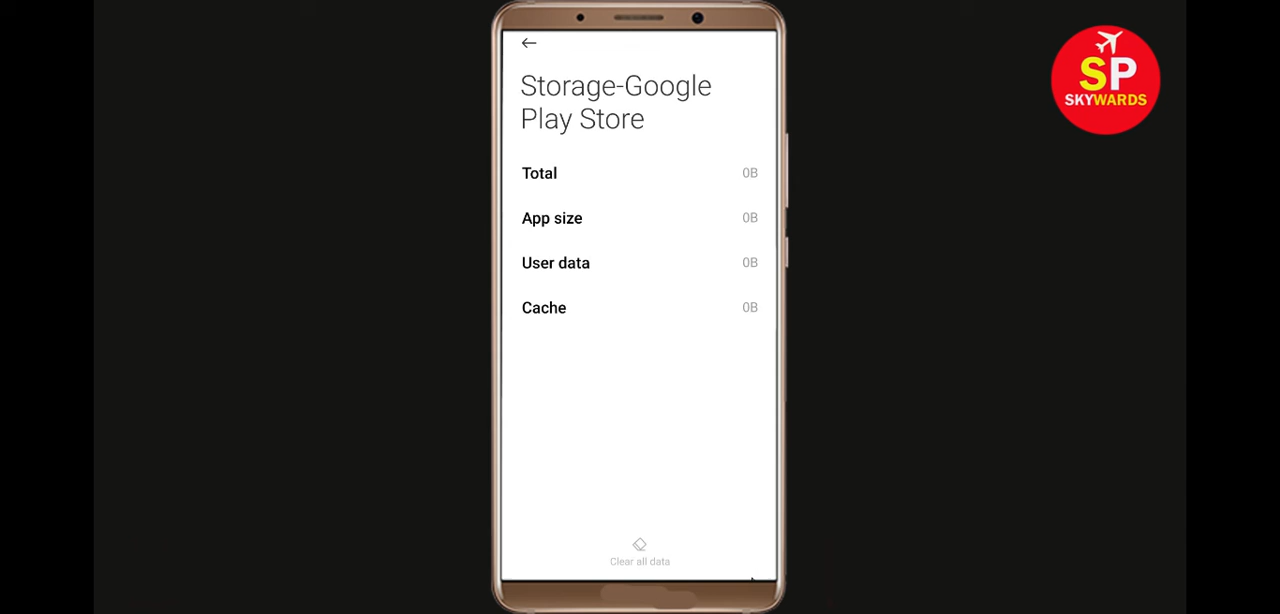 Storage-Google
Play Store
Total 0B
App size 0B
User data 0B
Cache 0B
Clear all data
SP
SKYWARDS